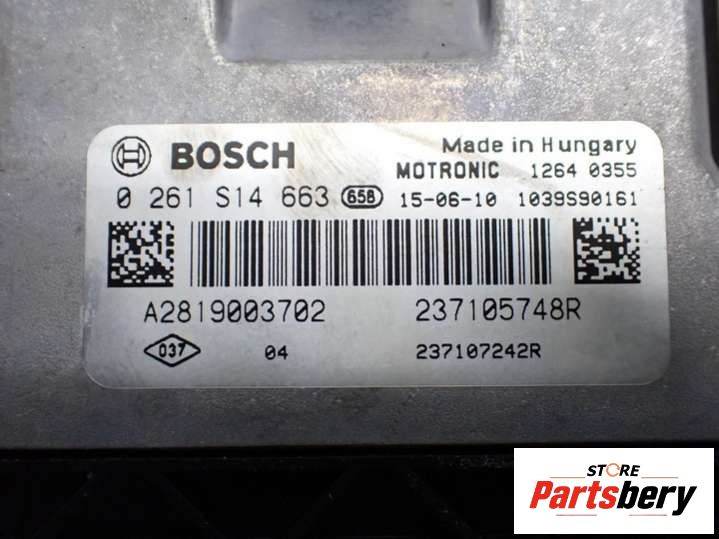 BOSCH
Made in Hungary
MOTRONIC 1264 0355
0 261 S14 663 658 15-06-10 1039S90161
A2819003702 237105748R
037 04 237107242R
STORE
Partsbery